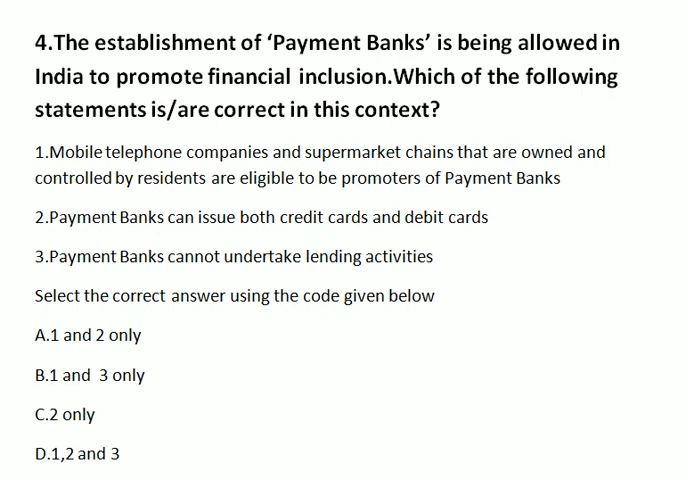 4.The establishment of ‘Payment Banks’ is being allowed in
India to promote financial inclusion.Which of the following
statements is/are correct in this context?
1.Mobile telephone companies and supermarket chains that are owned and
controlled by residents are eligible to be promoters of Payment Banks
2.Payment Banks can issue both credit cards and debit cards
3.Payment Banks cannot undertake lending activities
Select the correct answer using the code given below
A.1 and 2 only
B.1 and 3 only
C.2 only
D.1,2 and 3